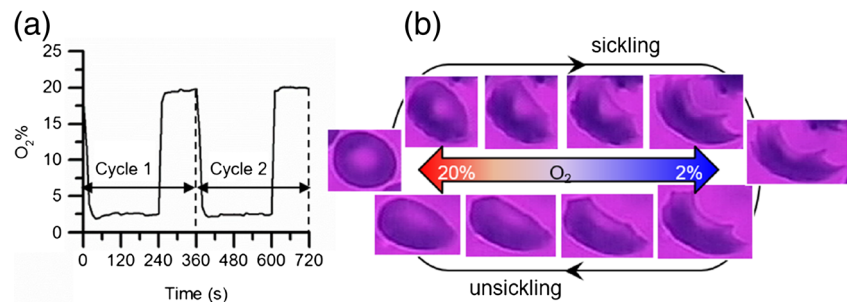 (a)
25
20
15
10
5
0
O₂%
Cycle 1
Cycle 2
0 120 240 360 480 600 720
Time (s)
(b)
sickling
20%
O₂
2%
unsickling